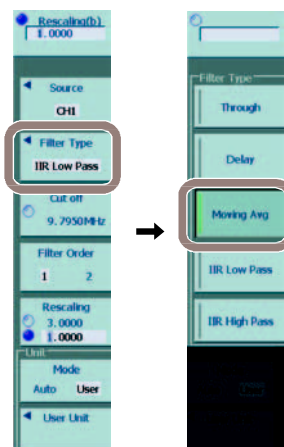 Rescaling(b)
1.0000
Source
CH1
Filter Type
IIR Low Pass
Cut off
9.7950MHz
Filter Order
1 2
Rescaling
3.0000
1.0000
Unit
Mode
Auto User
User Unit
Filter Type
Through
Delay
Moving Avg
IIR Low Pass
IIR High Pass